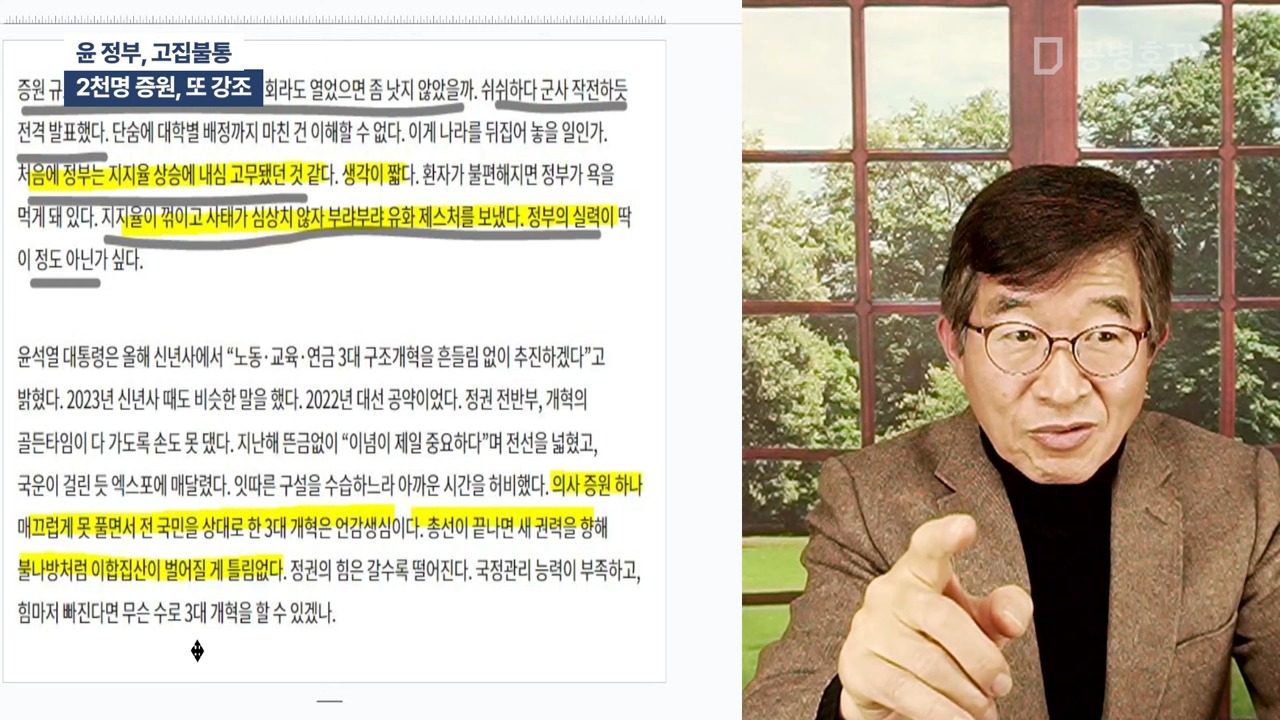 윤 정부, 고집불통
2천명 증원, 또 강조
공병호TV
증원 규 회라도 열었으면 좀 낫지 않았을까. 쉬쉬하다 군사 작전하듯
전격 발표했다. 단숨에 대학별 배정까지 마친 건 이해할 수 없다. 이게 나라를 뒤집어 놓을 일인가.
처음에 정부는 지지율 상승에 내심 고무됐던 것 같다. 생각이 짧다. 환자가 불편해지면 정부가 욕을
먹게 돼 있다. 지지율이 꺾이고 사태가 심상치 않자 부랴부랴 유화 제스처를 보냈다. 정부의 실력이 딱
이 정도 아닌가 싶다.
윤석열 대통령은 올해 신년사에서 “노동·교육·연금 3대 구조개혁을 흔들림 없이 추진하겠다”고
밝혔다. 2023년 신년사 때도 비슷한 말을 했다. 2022년 대선 공약이었다. 정권 전반부, 개혁의
골든타임이 다 가도록 손도 못 댔다. 지난해 뜬금없이 “이념이 제일 중요하다”며 전선을 넓혔고,
국운이 걸린 듯 엑스포에 매달렸다. 잇따른 구설을 수습하느라 아까운 시간을 허비했다. 의사 증원 하나
매끄럽게 못 풀면서 전 국민을 상대로 한 3대 개혁은 언감생심이다. 총선이 끝나면 새 권력을 향해
불나방처럼 이합집산이 벌어질 게 틀림없다. 정권의 힘은 갈수록 떨어진다. 국정관리 능력이 부족하고,
힘마저 빠진다면 무슨 수로 3대 개혁을 할 수 있겠나.